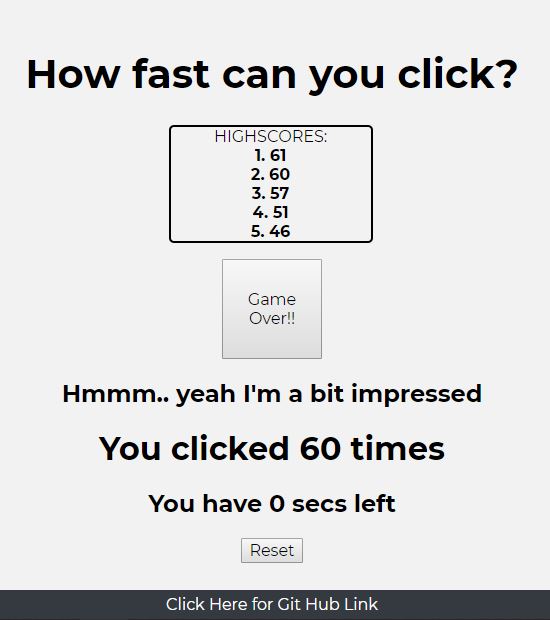 How fast can you click?
HIGHSCORES:
1. 61
2. 60
3. 57
4. 51
5. 46
Game
Over!!
Hmmm.. yeah I'm a bit impressed
You clicked 60 times
You have 0 secs left
Reset
Click Here for Git Hub Link